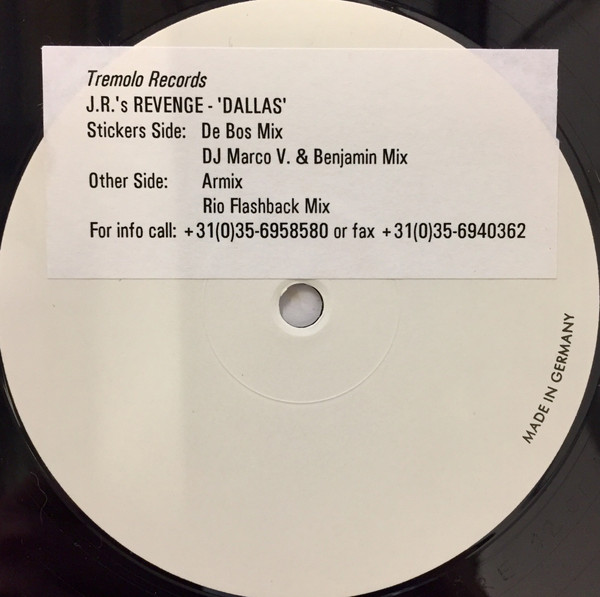 Tremolo Records
J.R.'s REVENGE - 'DALLAS'
Stickers Side: De Bos Mix
DJ Marco V. & Benjamin Mix
Other Side: Armix
Rio Flashback Mix
For info call: +31(0)35-6958580 or fax +31(0)35-6940362
MADE IN GERMANY